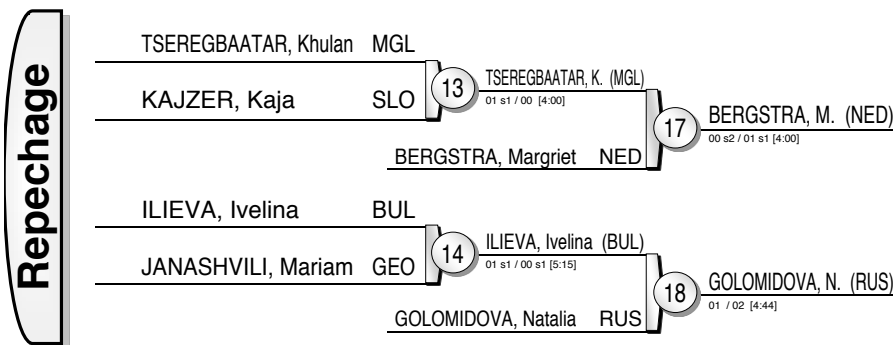 Repechage
TSEREGBAATAR, Khulan MGL
KAJZER, Kaja SLO
13
TSEREGBAATAR, K. (MGL)
01 s1 / 00 [4:00]
BERGSTRA, Margriet NED
17
BERGSTRA, M. (NED)
00 s2 / 01 s1 [4:00]
ILIEVA, Ivelina BUL
JANASHVILI, Mariam GEO
14
ILIEVA, Ivelina (BUL)
01 s1 / 00 s1 [5:15]
GOLOMIDOVA, Natalia RUS
18
GOLOMIDOVA, N. (RUS)
01 / 02 [4:44]